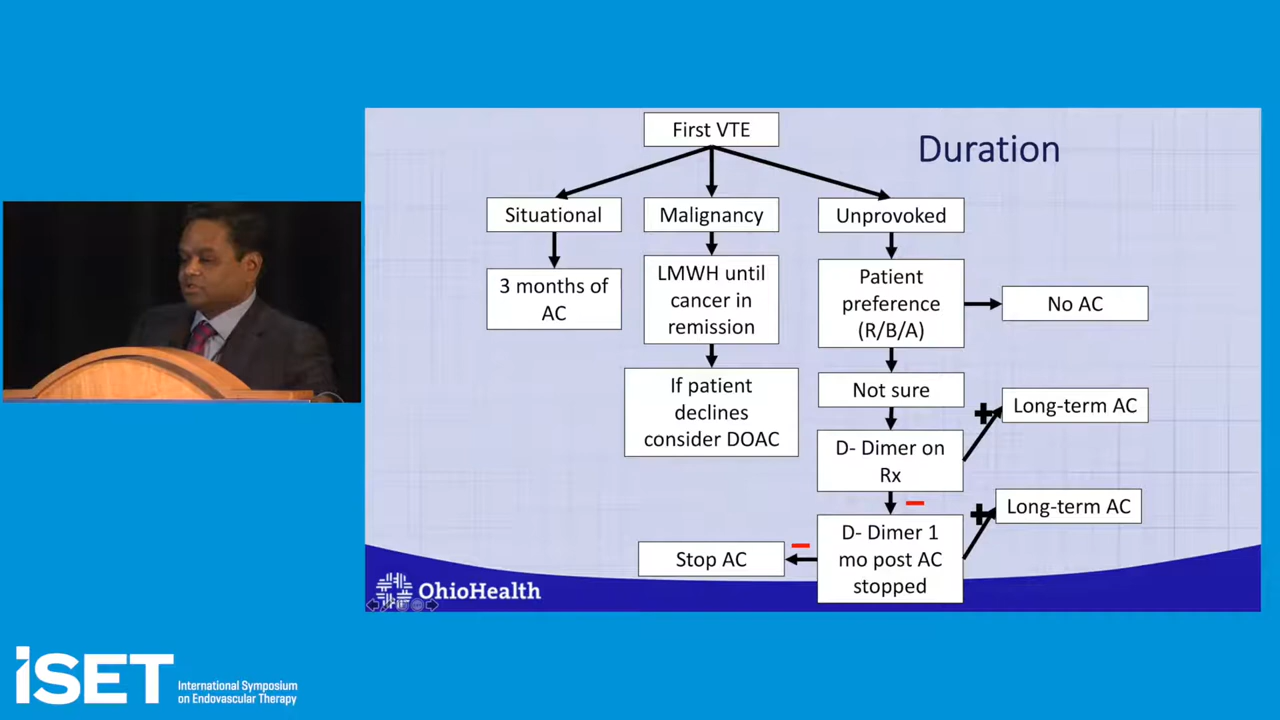 First VTE
Duration
Situational
Malignancy
Unprovoked
3 months of
AC
LMWH until
cancer in
remission
Patient
preference
(R/B/A)
No AC
If patient
declines
consider DOAC
Not sure
+
Long-term AC
D- Dimer on
Rx
–
+
Long-term AC
D- Dimer 1
mo post AC
stopped
–
Stop AC
OhioHealth
iSET
International Symposium
on Endovascular Therapy